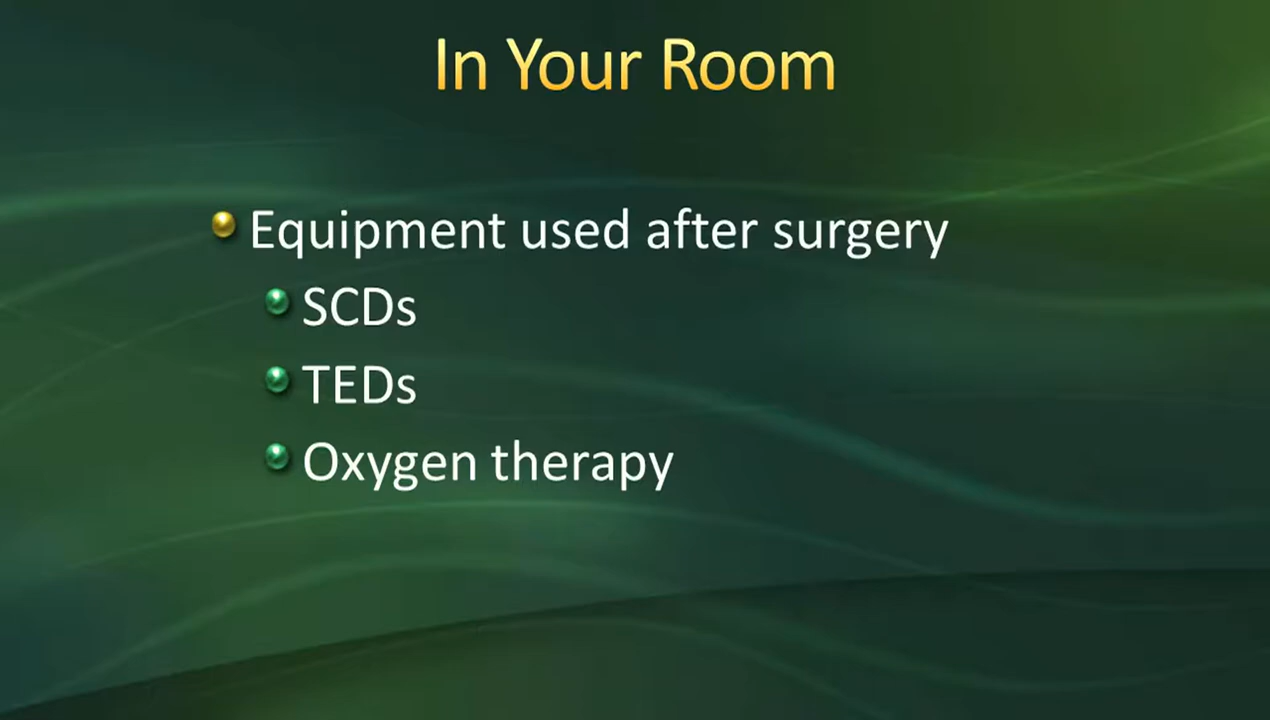 In Your Room
Equipment used after surgery
SCDs
TEDs
Oxygen therapy